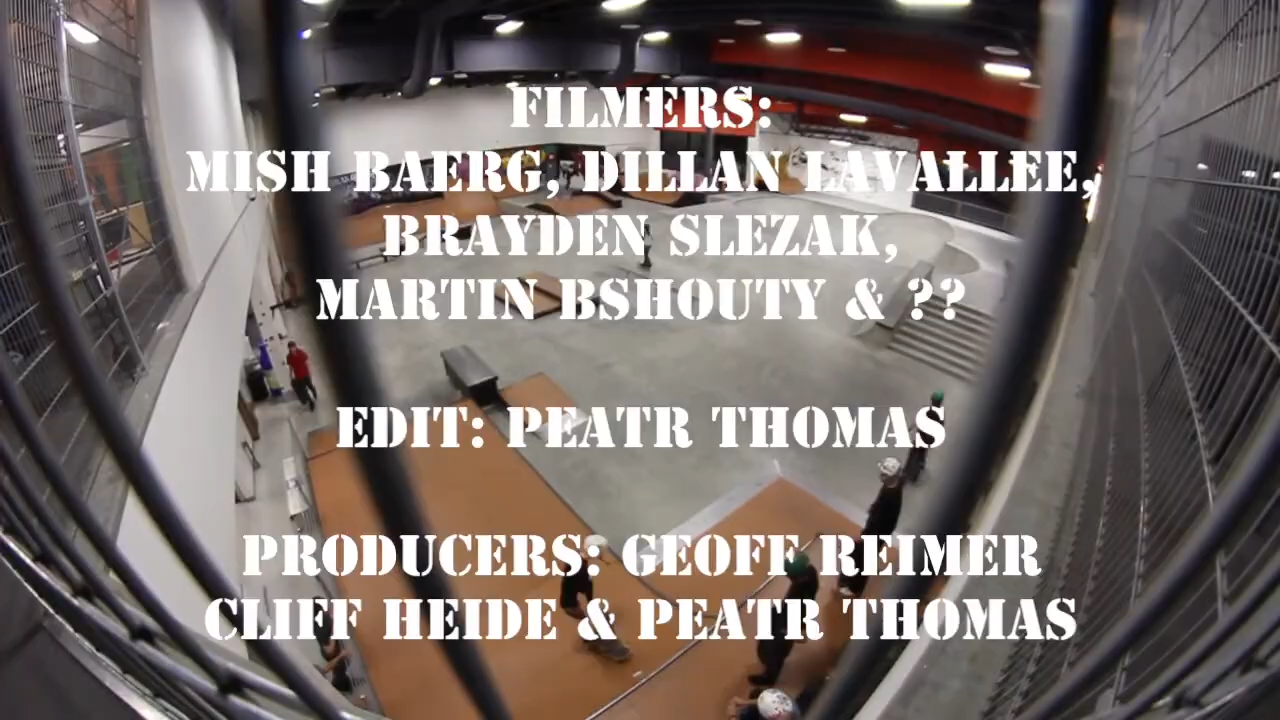 FILMERS:
MISH BAERG, DILLAN LAVALLEE,
BRAYDEN SLEZAK,
MARTIN BSHOUTY & ??
EDIT: PEATR THOMAS
PRODUCERS: GEOFF REIMER
CLIFF HEIDE & PEATR THOMAS